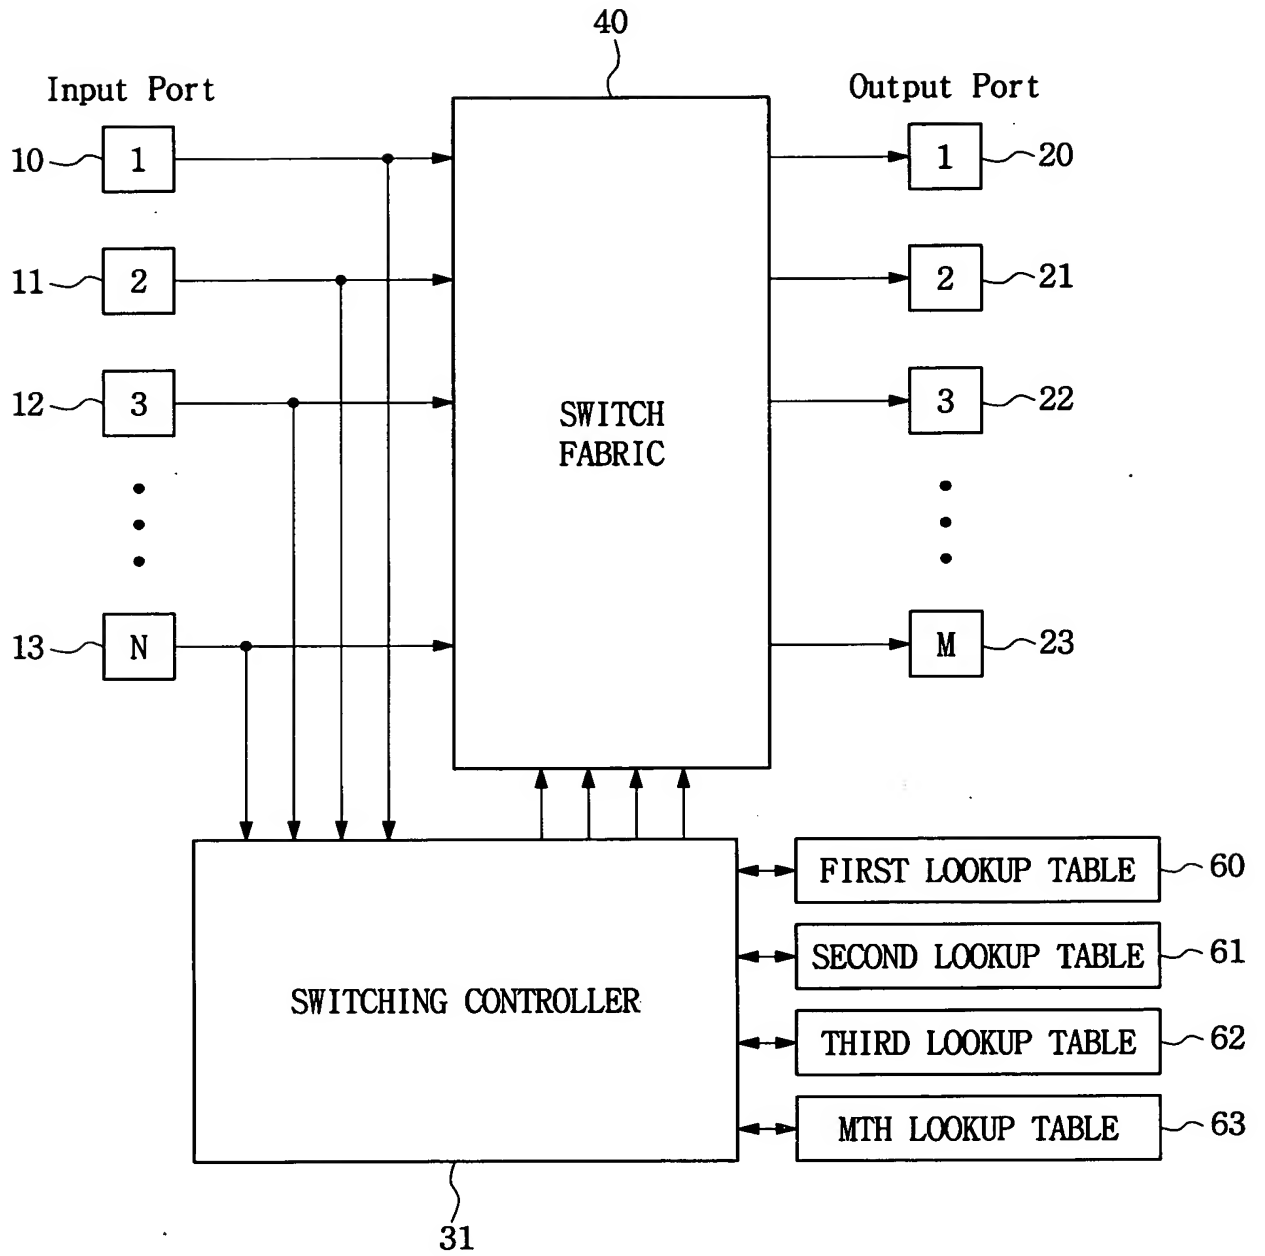 40
Input Port
Output Port
10
1
1
20
11
2
2
21
12
3
3
22
SWITCH
FABRIC
13
N
M
23
FIRST LOOKUP TABLE
60
SECOND LOOKUP TABLE
61
SWITCHING CONTROLLER
THIRD LOOKUP TABLE
62
MTH LOOKUP TABLE
63
31